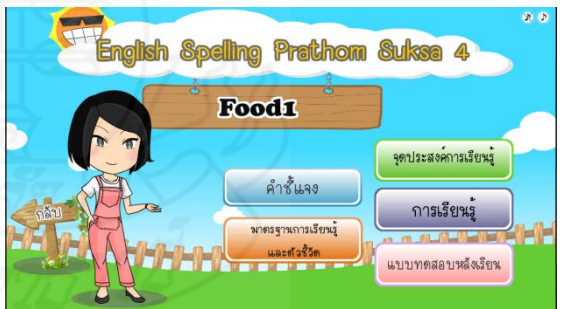 English Spelling Prathom Suksa 4
Food1
จุดประสงค์การเรียนรู้
คำชี้แจง
การเรียนรู้
กลับ
มาตรฐานการเรียนรู้
และตัวชี้วัด
แบบทดสอบหลังเรียน